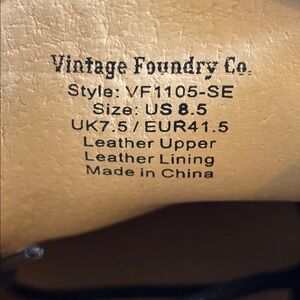 Vintage Foundry Co.
Style: VF1105-SE
Size: US 8.5
UK7.5/EUR41.5
Leather Upper
Leather Lining
Made in China